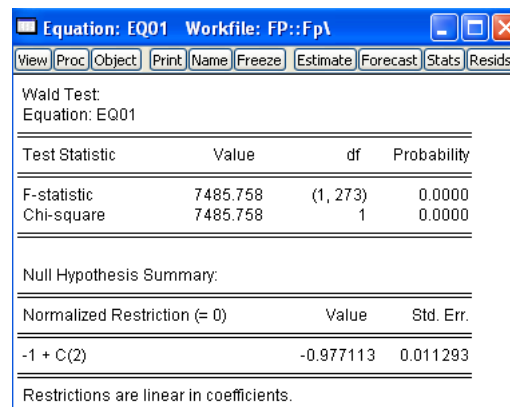 Equation: EQ01 Workfile: FP::Fp\
View Proc Object Print Name Freeze Estimate Forecast Stats Resids
Wald Test:
Equation: EQ01
Test Statistic Value df Probability
F-statistic 7485.758 (1, 273) 0.0000
Chi-square 7485.758 1 0.0000
Null Hypothesis Summary:
Normalized Restriction (= 0) Value Std. Err.
-1 + C(2) -0.977113 0.011293
Restrictions are linear in coefficients.